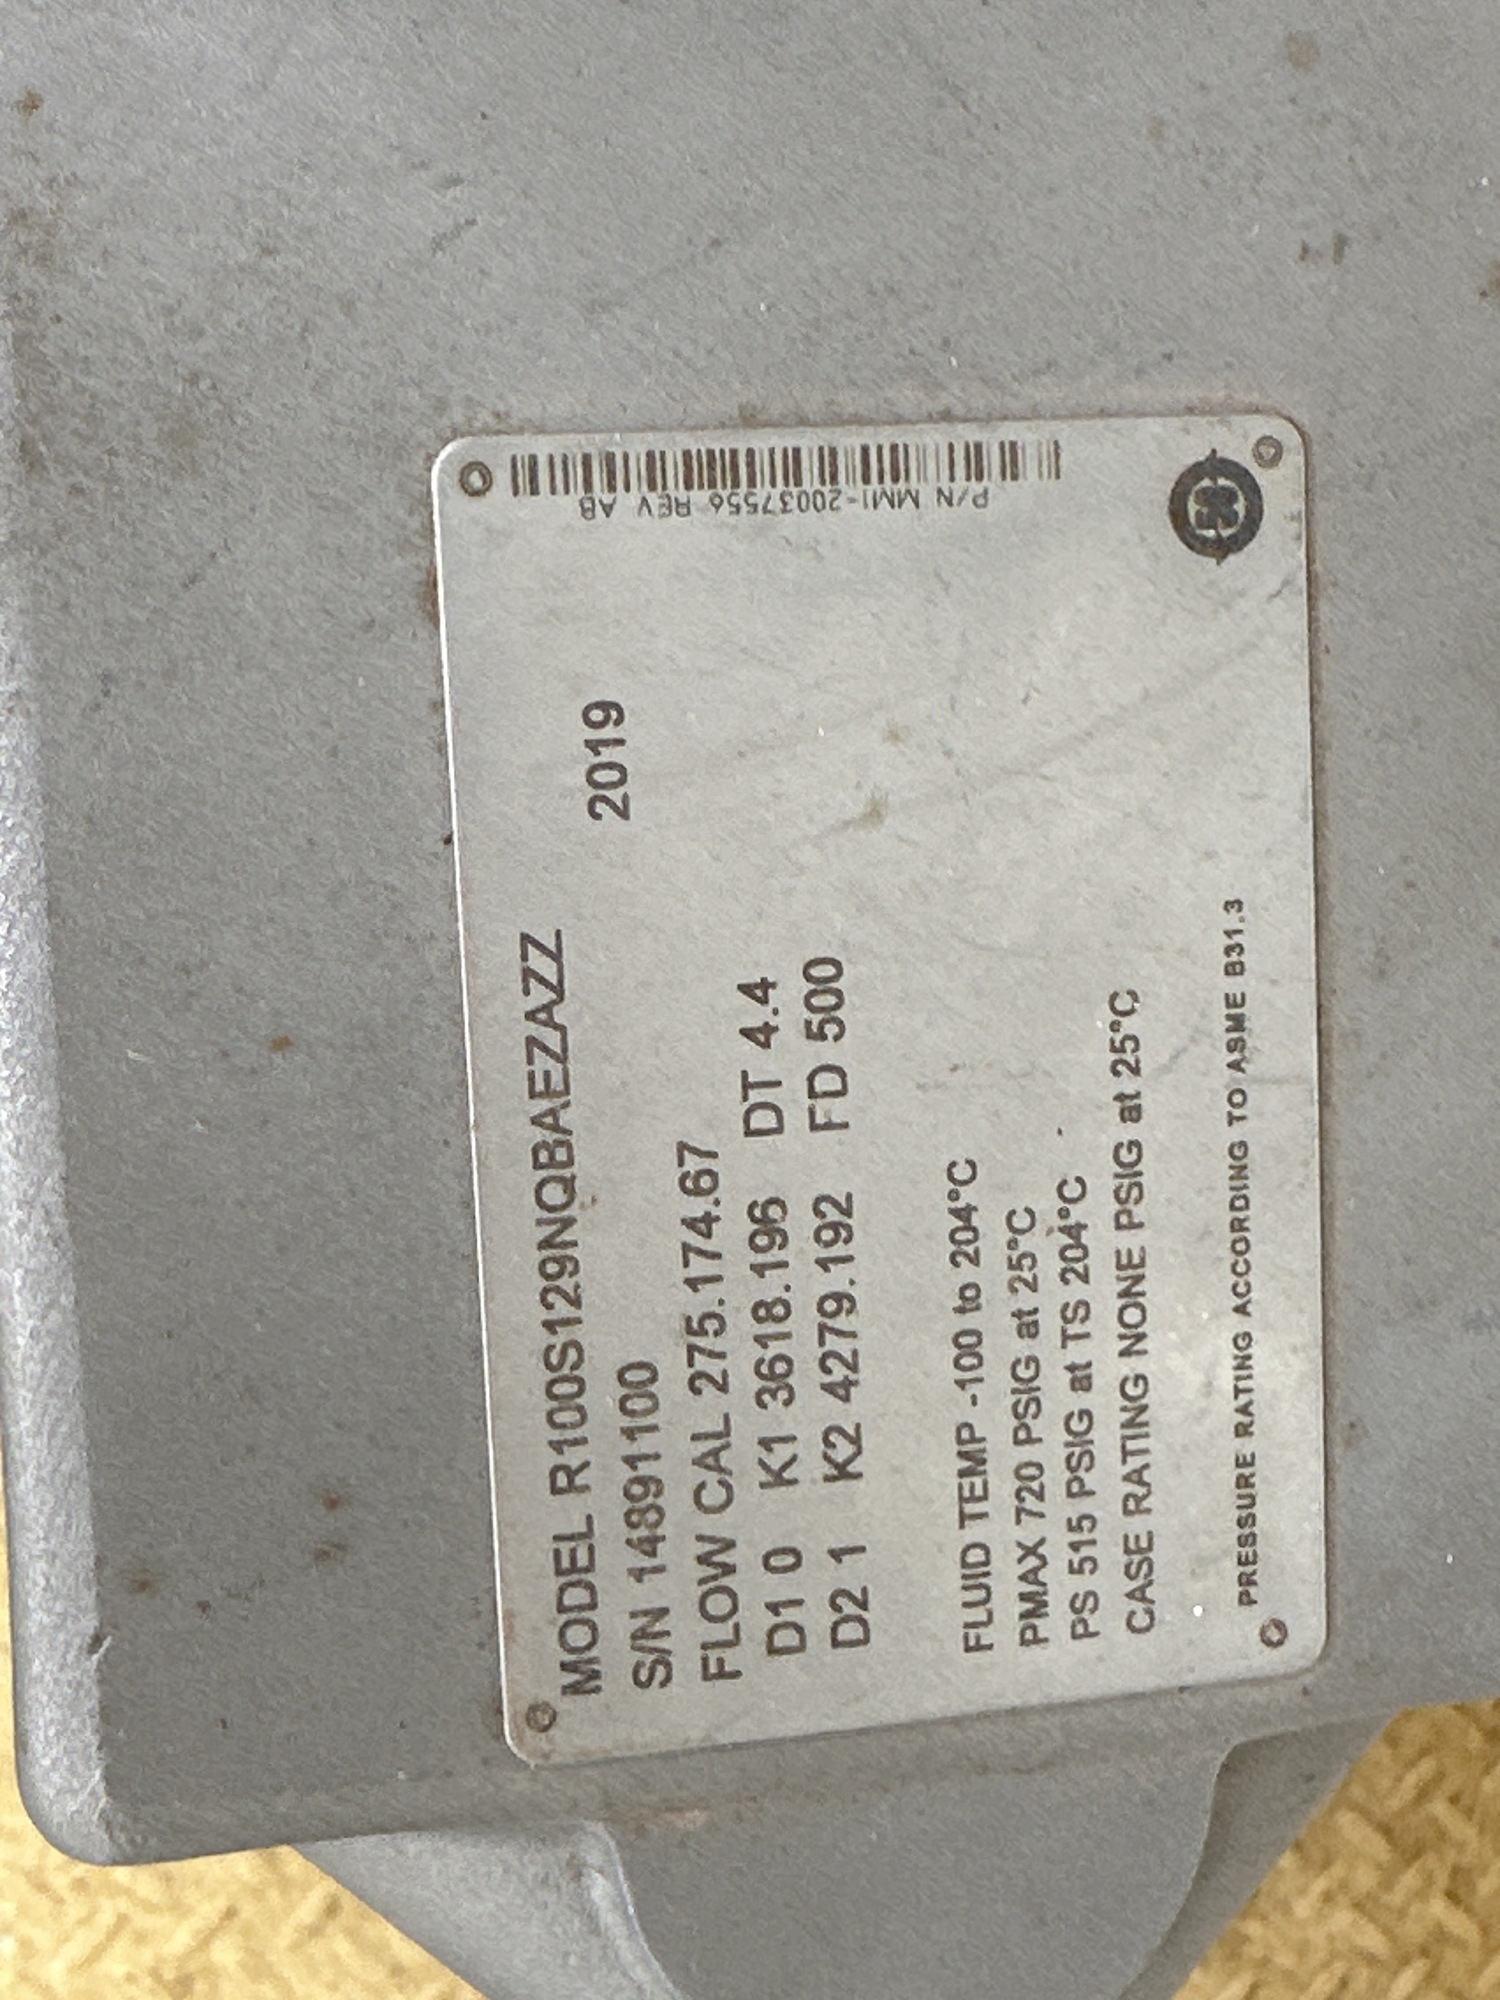 MODEL R100S129NQBAEZAZZ
S/N 14891100 2019
FLOW CAL 275.174.67
D1 0 K1 3618.196 DT 4.4
D2 1 K2 4279.192 FD 500
FLUID TEMP -100 to 204°C
PMAX 720 PSIG at 25°C
PS 515 PSIG at TS 204°C
CASE RATING NONE PSIG at 25°C
PRESSURE RATING ACCORDING TO ASME B31.3
P/N MMI-20037556 REV AB